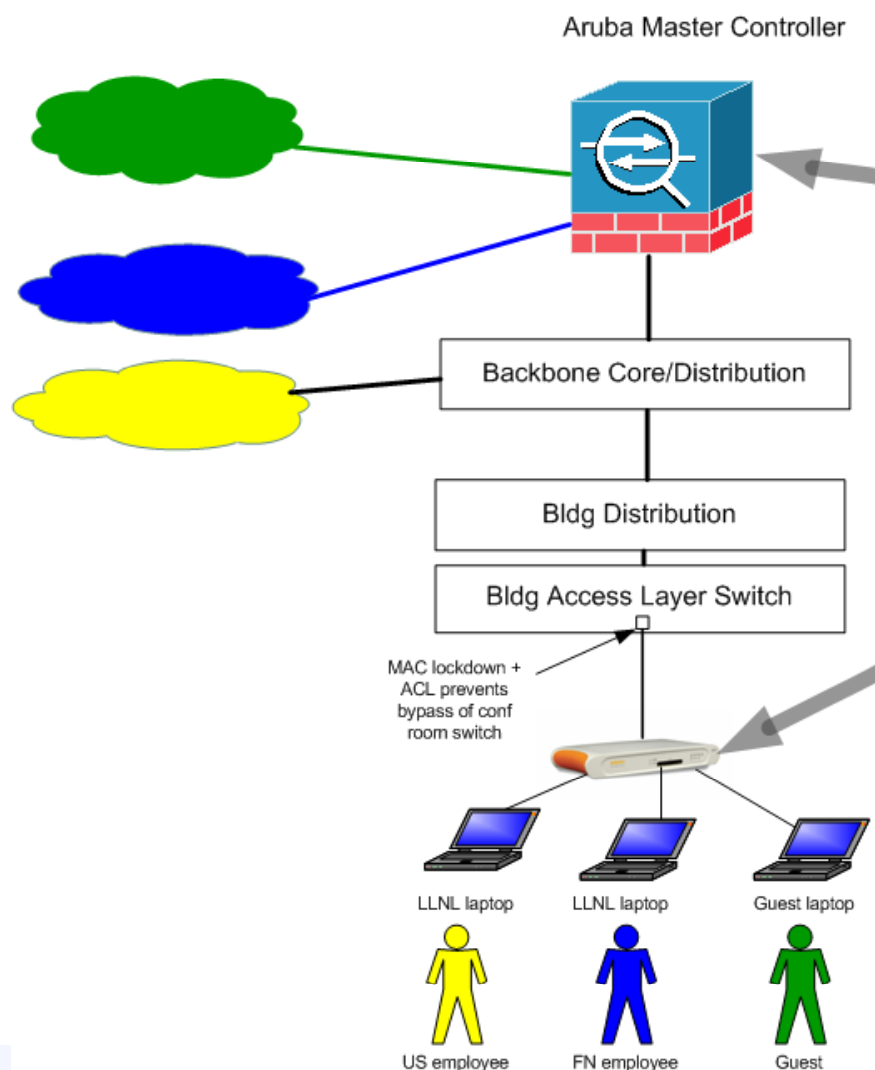 Aruba Master Controller
Backbone Core/Distribution
Bldg Distribution
Bldg Access Layer Switch
MAC lockdown +
ACL prevents
bypass of conf
room switch
LLNL laptop
LLNL laptop
Guest laptop
US employee
FN employee
Guest